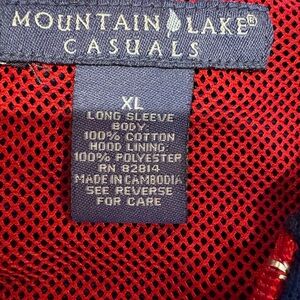 MOUNTAIN LAKE®
CASUALS
XL
LONG SLEEVE
BODY:
100% COTTON
HOOD LINING:
100% POLYESTER
RN 82814
MADE IN CAMBODIA
SEE REVERSE
FOR CARE